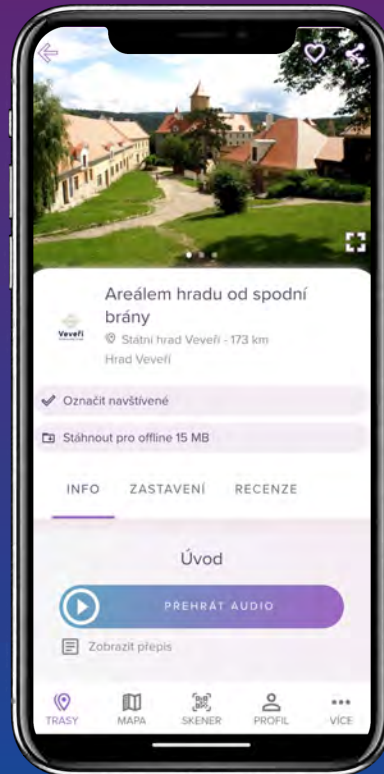 Areálem hradu od spodní
brány
Veveří
Státní hrad Veveří - 173 km
Hrad Veveří
Označit navštívené
Stáhnout pro offline 15 MB
INFO ZASTAVENÍ RECENZE
Úvod
PREHRÁT AUDIO
Zobrazit přepis
TRASY MAPA SKENER PROFIL VÍCE